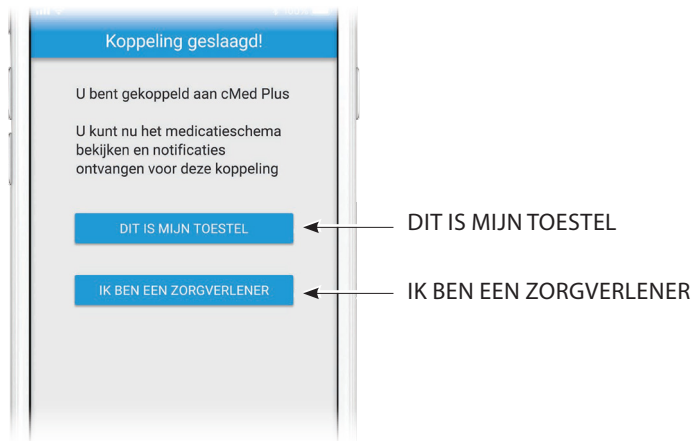 Koppeling geslaagd!
U bent gekoppeld aan cMed Plus
U kunt nu het medicatieschema
bekijken en notificaties
ontvangen voor deze koppeling
DIT IS MIJN TOESTEL
DIT IS MIJN TOESTEL
IK BEN EEN ZORGVERLENER
IK BEN EEN ZORGVERLENER